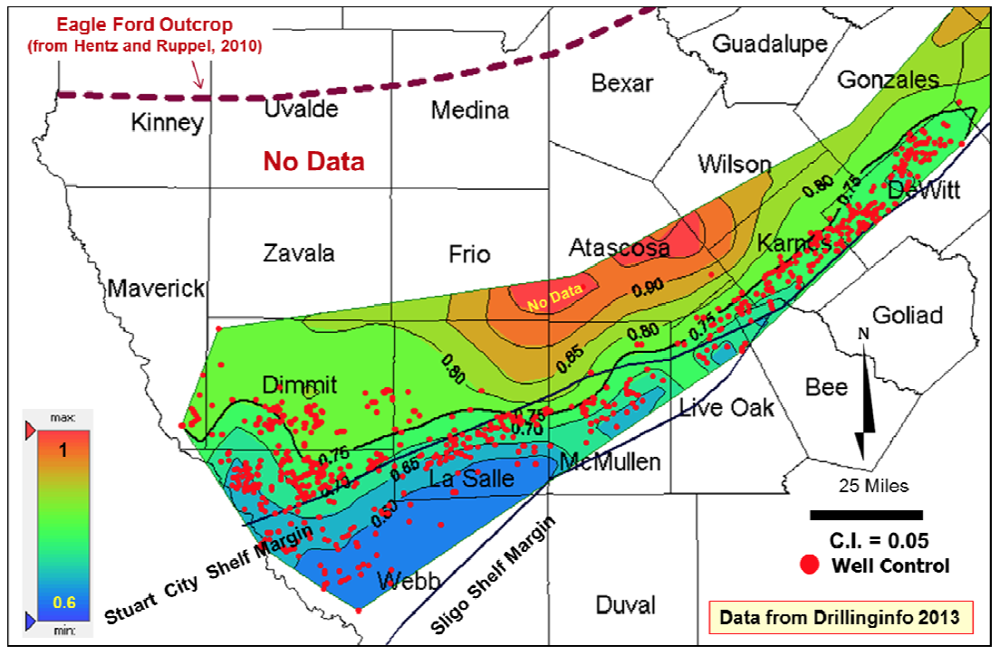 Eagle Ford Outcrop
(from Hentz and Ruppel, 2010)
Guadalupe
Gonzales
Bexar
Kinney
Uvalde
Medina
No Data
Wilson
0.80
0.75
DeWitt
Zavala
Frio
Atascosa
Karnes
Maverick
No Data
0.90
Goliad
0.75
0.80
0.85
0.80
N
Dimmit
Bee
Live Oak
max:
1
0.75
0.70
0.75
0.65
La Salle
McMullen
0.70
25 Miles
0.60
C.I. = 0.05
Well Control
Stuart City Shelf Margin
Sligo Shelf Margin
Webb
0.6
min:
Duval
Data from Drillinginfo 2013